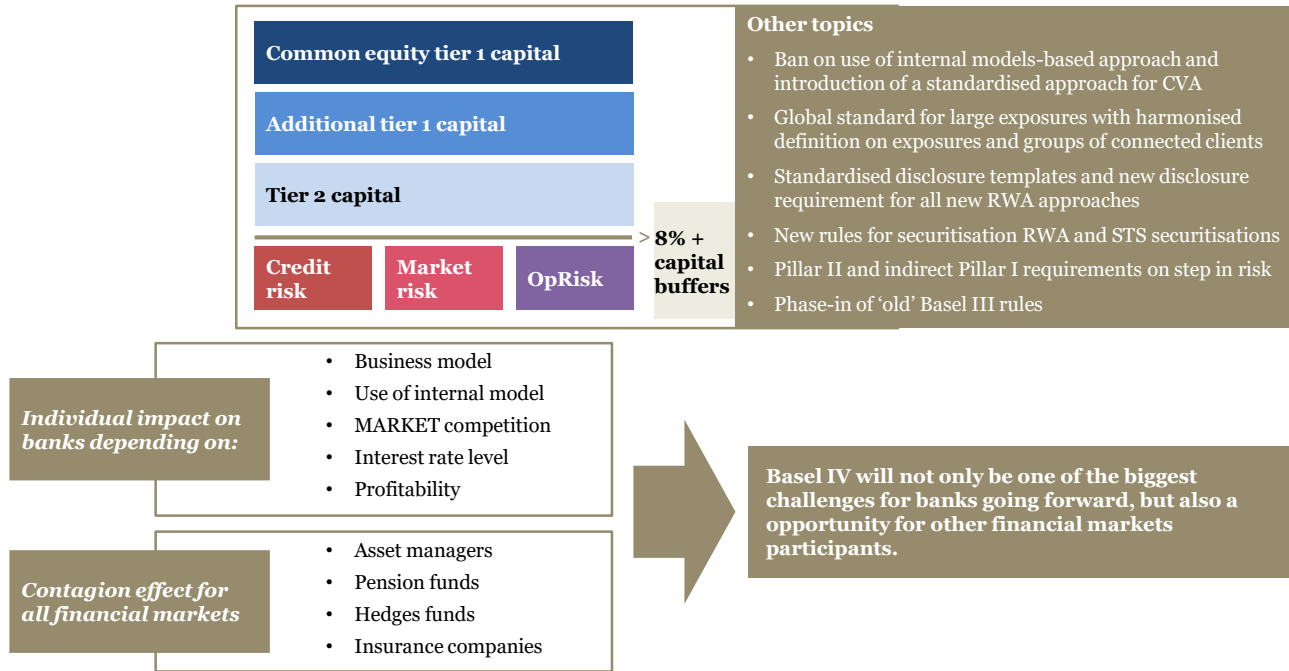 Common equity tier 1 capital
Additional tier 1 capital
Tier 2 capital
Credit
risk
Market
risk
OpRisk
> 8% +
capital
buffers
Other topics
• Ban on use of internal models-based approach and
introduction of a standardised approach for CVA
• Global standard for large exposures with harmonised
definition on exposures and groups of connected clients
• Standardised disclosure templates and new disclosure
requirement for all new RWA approaches
• New rules for securitisation RWA and STS securitisations
• Pillar II and indirect Pillar I requirements on step in risk
• Phase-in of ‘old’ Basel III rules
Individual impact on
banks depending on:
• Business model
• Use of internal model
• MARKET competition
• Interest rate level
• Profitability
Contagion effect for
all financial markets
• Asset managers
• Pension funds
• Hedges funds
• Insurance companies
Basel IV will not only be one of the biggest
challenges for banks going forward, but also a
opportunity for other financial markets
participants.